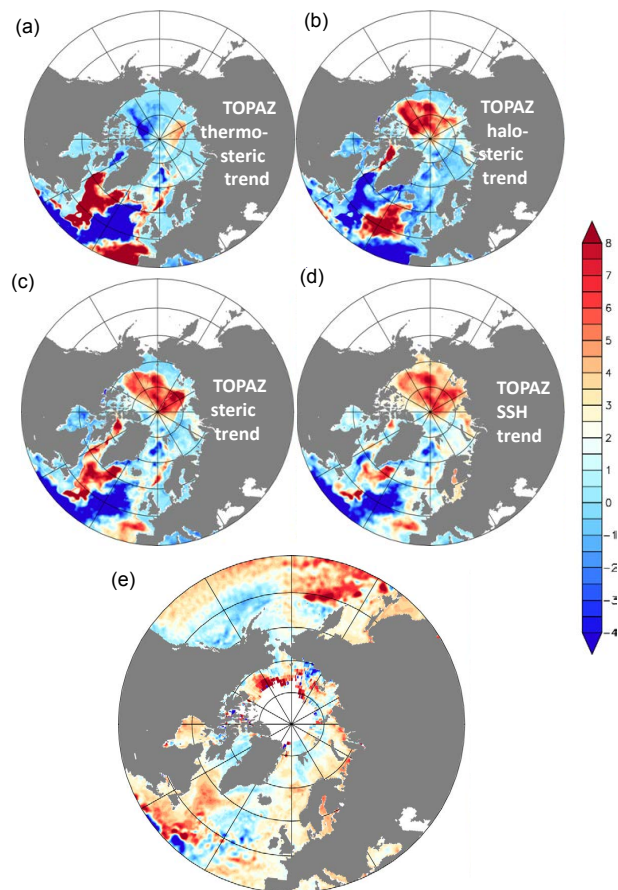 (a)
TOPAZ
thermo-
steric
trend
(b)
TOPAZ
halo-
steric
trend
(c)
TOPAZ
steric
trend
(d)
TOPAZ
SSH
trend
(e)
8
7
6
5
4
3
2
1
0
-1
-2
-3
-4